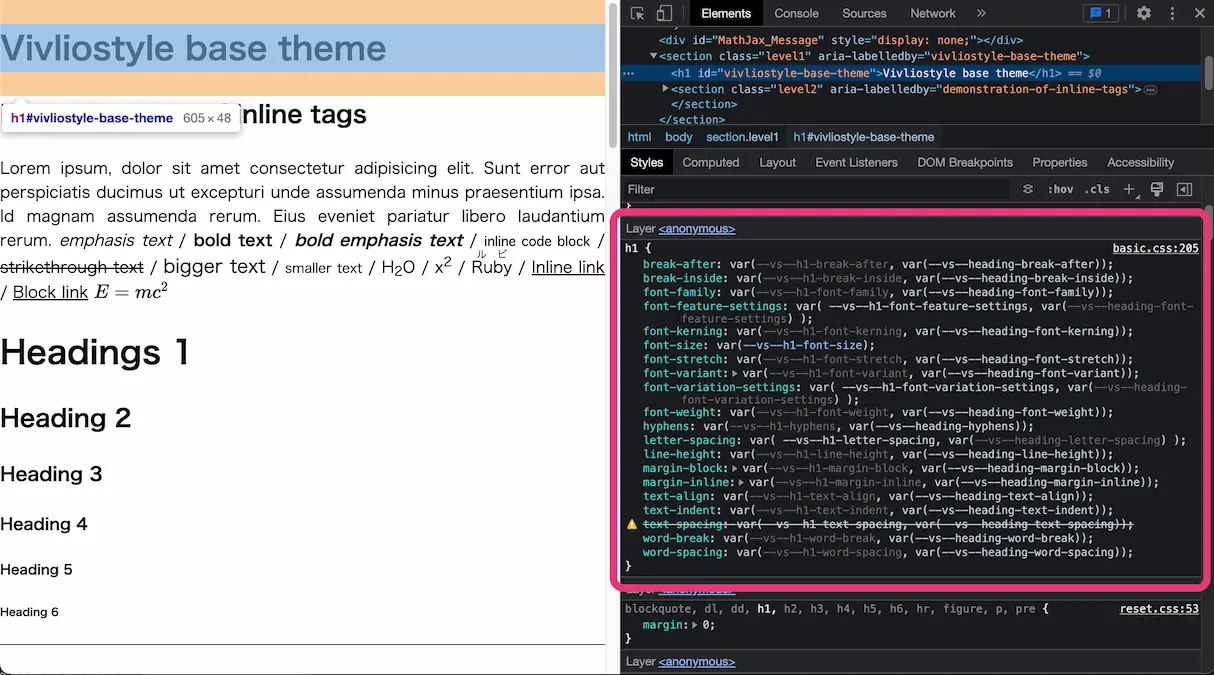 Vivliostyle base theme
h1#vivliostyle-base-theme 605 × 48
nline tags
Lorem ipsum, dolor sit amet consectetur adipisicing elit. Sunt error aut
perspiciatis ducimus ut excepturi unde assumenda minus praesentium ipsa.
Id magnam assumenda rerum. Eius eveniet pariatur libero laudantium
rerum. emphasis text / bold text / bold emphasis text / inline code block /
ルビ
strikethrough text / bigger text / smaller text / H2O / x2 / Ruby / Inline link
/ Block link E = mc2
Headings 1
Heading 2
Heading 3
Heading 4
Heading 5
Heading 6
Elements Console Sources Network » 1
<div id="MathJax_Message" style="display: none;"></div>
▼<section class="level1" aria-labelledby="vivliostyle-base-theme">
<h1 id="vivliostyle-base-theme">Vivliostyle base theme</h1> == $0
▶<section class="level2" aria-labelledby="demonstration-of-inline-tags">
</section>
</section>
html body section.level1 h1#vivliostyle-base-theme
Styles Computed Layout Event Listeners DOM Breakpoints Properties Accessibility
Filter :hov .cls +
}
Layer <anonymous>
h1 { basic.css:205
break-after: var(--vs--h1-break-after, var(--vs--heading-break-after));
break-inside: var(--vs--h1-break-inside, var(--vs--heading-break-inside));
font-family: var(--vs--h1-font-family, var(--vs--heading-font-family));
font-feature-settings: var( --vs--h1-font-feature-settings, var(--vs--heading-font-
feature-settings) );
font-kerning: var(--vs--h1-font-kerning, var(--vs--heading-font-kerning));
font-size: var(--vs--h1-font-size);
font-stretch: var(--vs--h1-font-stretch, var(--vs--heading-font-stretch));
font-variant:▶var(--vs--h1-font-variant, var(--vs--heading-font-variant));
font-variation-settings: var( --vs--h1-font-variation-settings, var(--vs--heading-
font-variation-settings) );
font-weight: var(--vs--h1-font-weight, var(--vs--heading-font-weight));
hyphens: var(--vs--h1-hyphens, var(--vs--heading-hyphens));
letter-spacing: var( --vs--h1-letter-spacing, var(--vs--heading-letter-spacing) );
line-height: var(--vs--h1-line-height, var(--vs--heading-line-height));
margin-block:▶var(--vs--h1-margin-block, var(--vs--heading-margin-block));
margin-inline:▶var(--vs--h1-margin-inline, var(--vs--heading-margin-inline));
text-align: var(--vs--h1-text-align, var(--vs--heading-text-align));
text-indent: var(--vs--h1-text-indent, var(--vs--heading-text-indent));
text-spacing: var(--vs--h1-text-spacing, var(--vs--heading-text-spacing));
word-break: var(--vs--h1-word-break, var(--vs--heading-word-break));
word-spacing: var(--vs--h1-word-spacing, var(--vs--heading-word-spacing));
}
Layer <anonymous>
blockquote, dl, dd, h1, h2, h3, h4, h5, h6, hr, figure, p, pre { reset.css:53
margin:▶0;
}
Layer <anonymous>